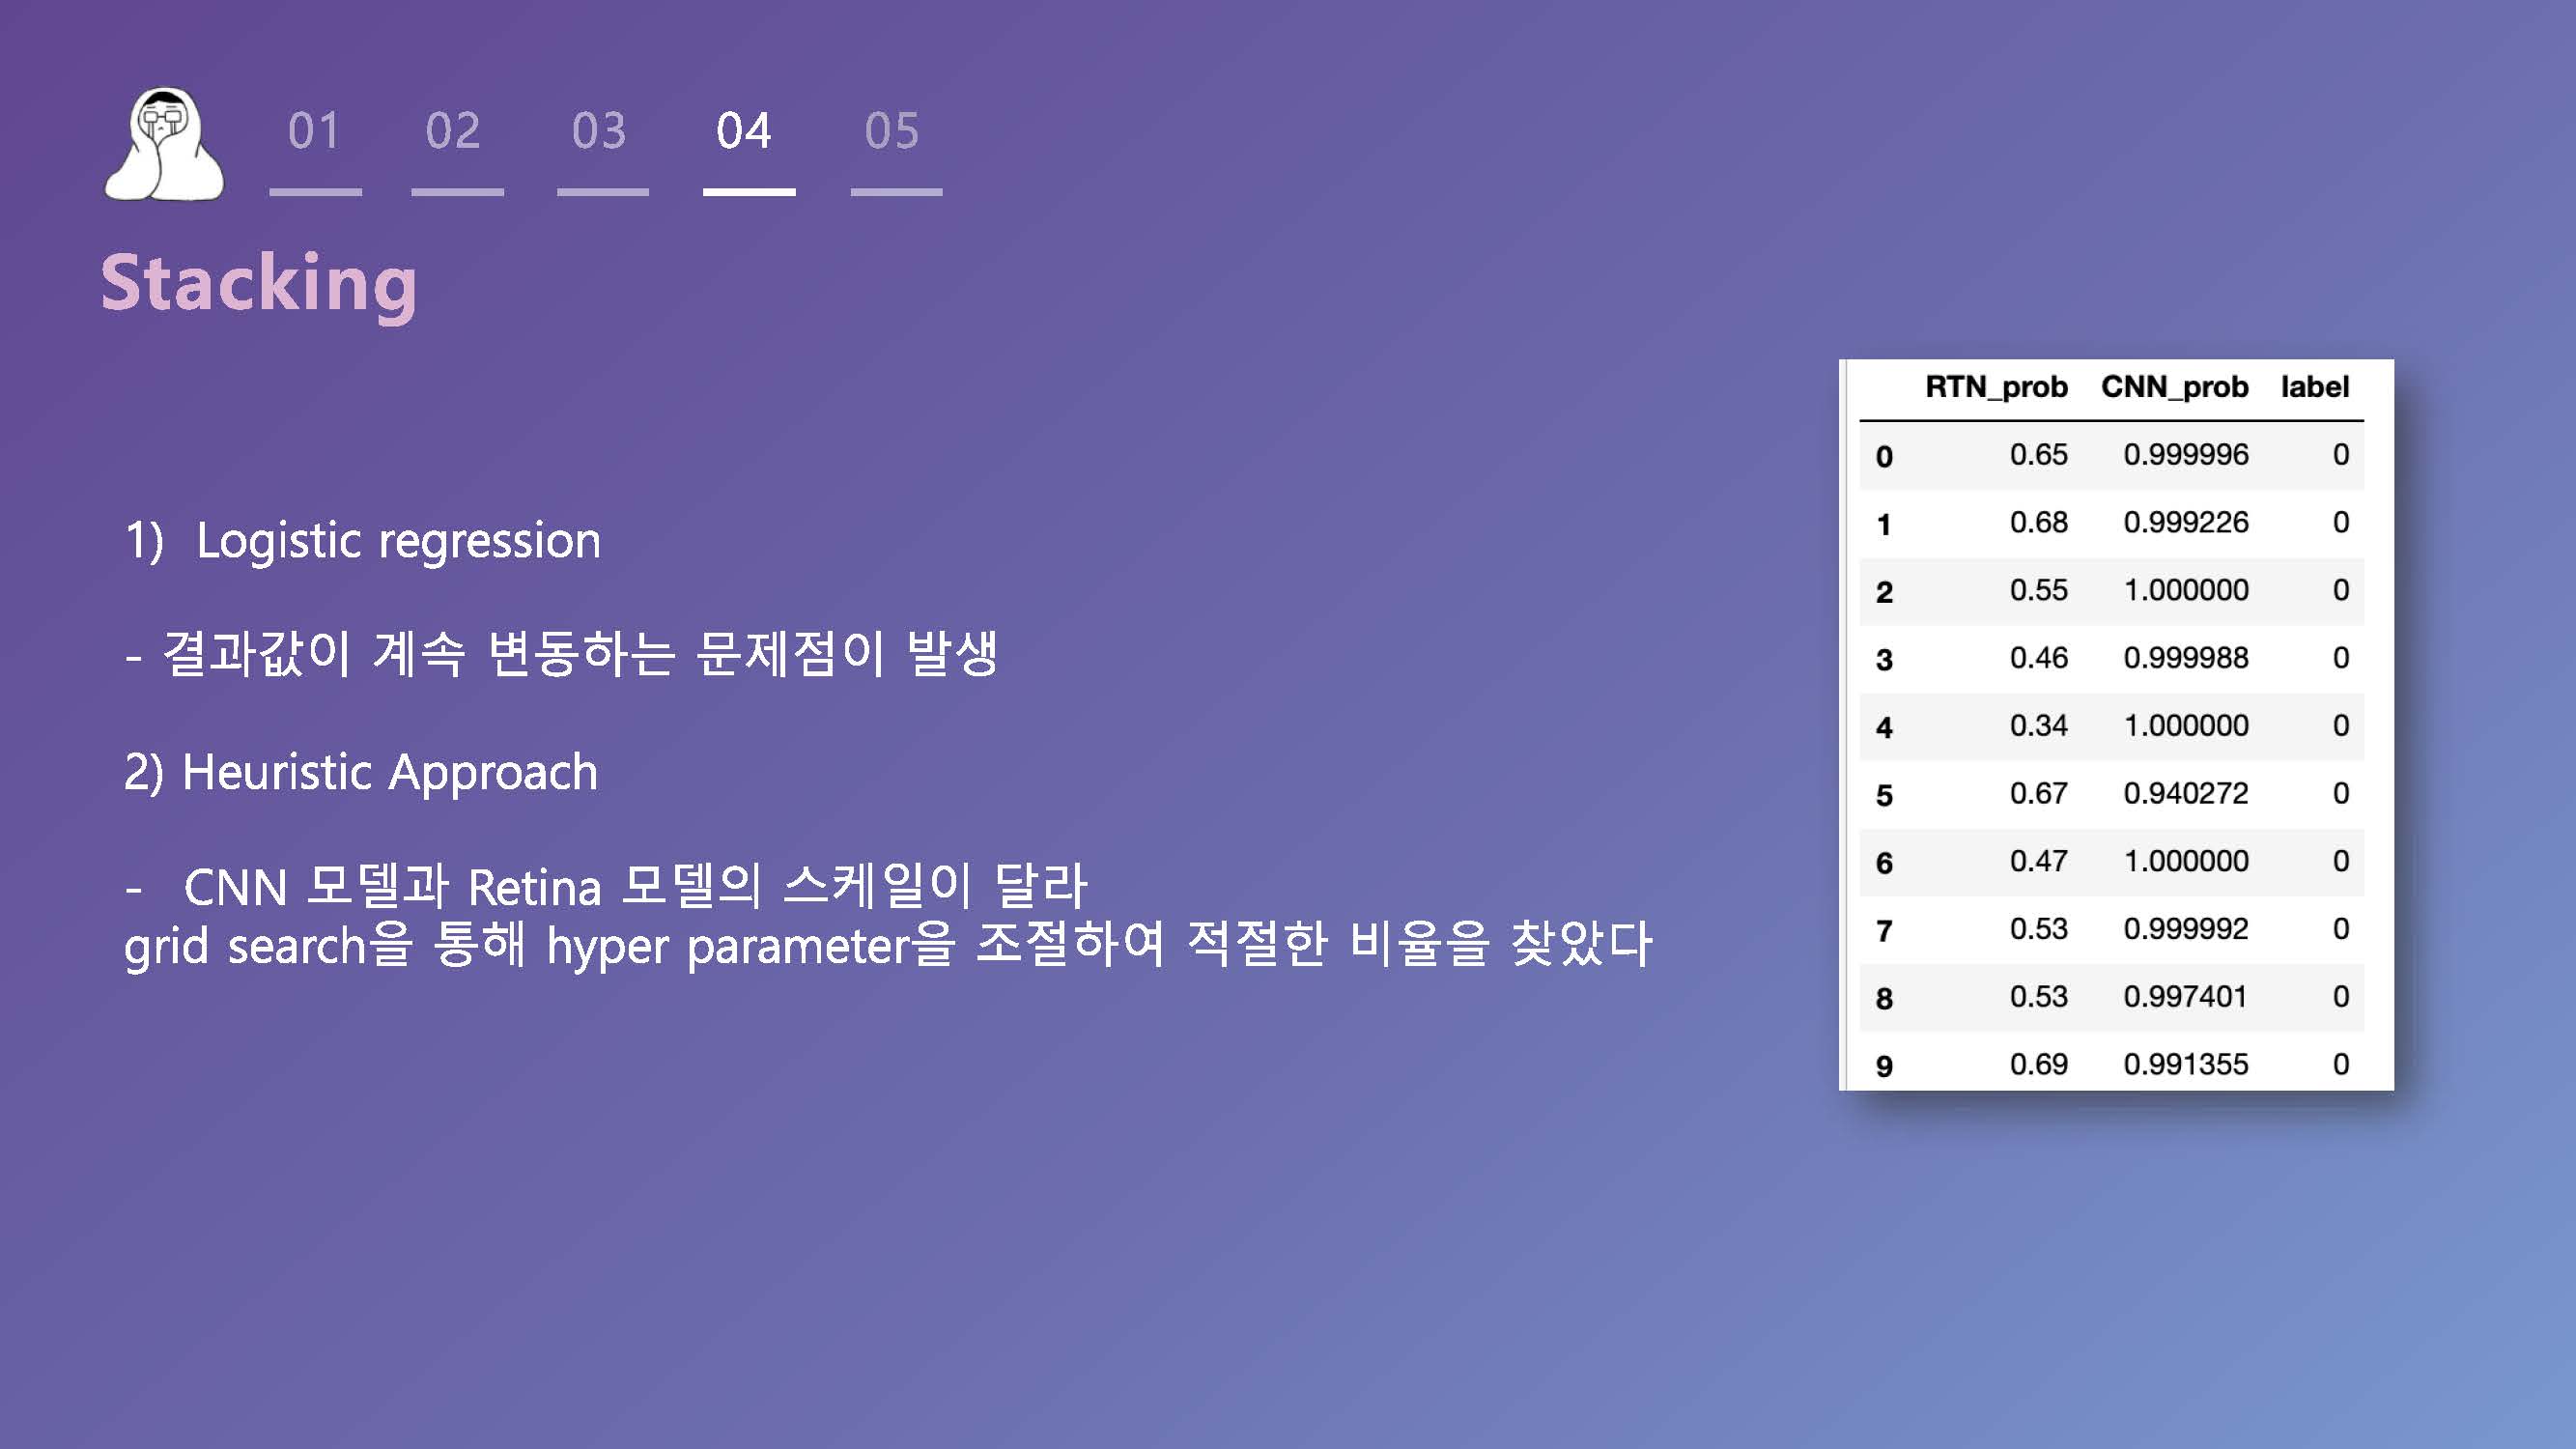 01 02 03 04 05
Stacking
1) Logistic regression
- 결과값이 계속 변동하는 문제점이 발생
2) Heuristic Approach
- CNN 모델과 Retina 모델의 스케일이 달라
grid search을 통해 hyper parameter을 조절하여 적절한 비율을 찾았다
RTN_prob CNN_prob label
0 0.65 0.999996 0
1 0.68 0.999226 0
2 0.55 1.000000 0
3 0.46 0.999988 0
4 0.34 1.000000 0
5 0.67 0.940272 0
6 0.47 1.000000 0
7 0.53 0.999992 0
8 0.53 0.997401 0
9 0.69 0.991355 0